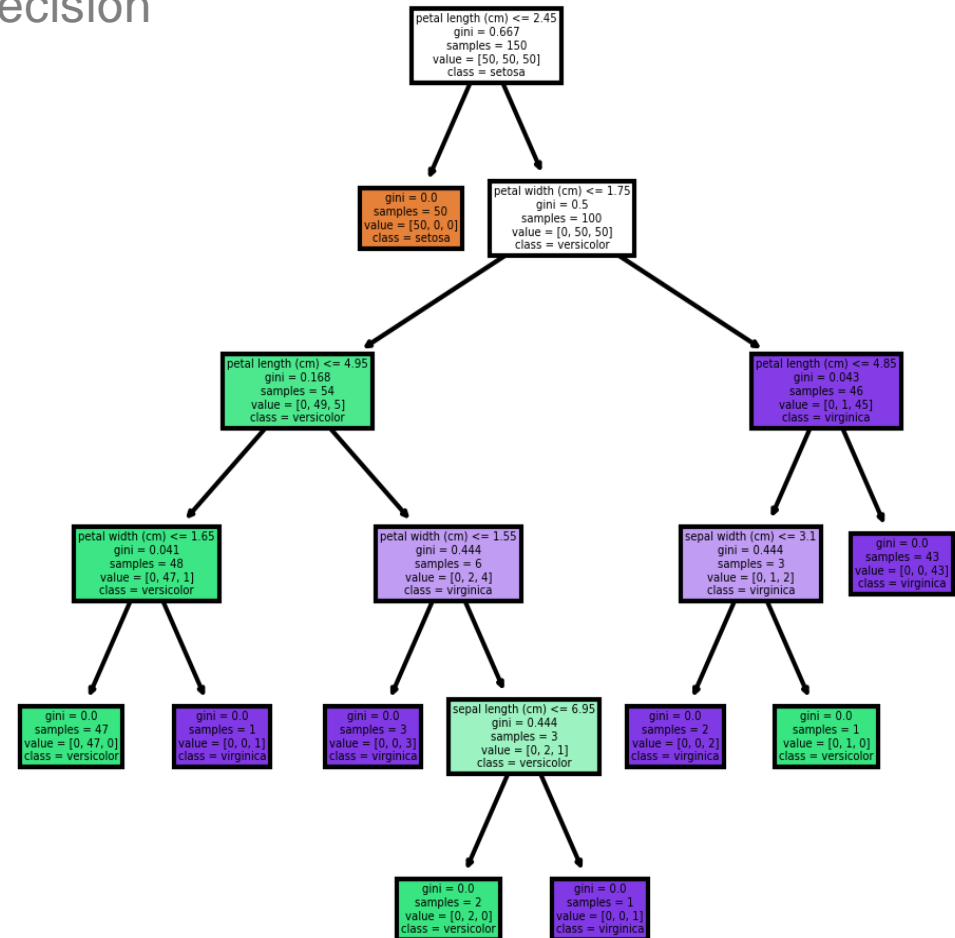 ecision
petal length (cm) <= 2.45
gini = 0.667
samples = 150
value = [50, 50, 50]
class = setosa
gini = 0.0
samples = 50
value = [50, 0, 0]
class = setosa
petal width (cm) <= 1.75
gini = 0.5
samples = 100
value = [0, 50, 50]
class = versicolor
petal length (cm) <= 4.95
gini = 0.168
samples = 54
value = [0, 49, 5]
class = versicolor
petal length (cm) <= 4.85
gini = 0.043
samples = 46
value = [0, 1, 45]
class = virginica
petal width (cm) <= 1.65
gini = 0.041
samples = 48
value = [0, 47, 1]
class = versicolor
petal width (cm) <= 1.55
gini = 0.444
samples = 6
value = [0, 2, 4]
class = virginica
sepal width (cm) <= 3.1
gini = 0.444
samples = 3
value = [0, 1, 2]
class = virginica
gini = 0.0
samples = 43
value = [0, 0, 43]
class = virginica
gini = 0.0
samples = 47
value = [0, 47, 0]
class = versicolor
gini = 0.0
samples = 1
value = [0, 0, 1]
class = virginica
gini = 0.0
samples = 3
value = [0, 0, 3]
class = virginica
sepal length (cm) <= 6.95
gini = 0.444
samples = 3
value = [0, 2, 1]
class = versicolor
gini = 0.0
samples = 2
value = [0, 0, 2]
class = virginica
gini = 0.0
samples = 1
value = [0, 1, 0]
class = versicolor
gini = 0.0
samples = 2
value = [0, 2, 0]
class = versicolor
gini = 0.0
samples = 1
value = [0, 0, 1]
class = virginica